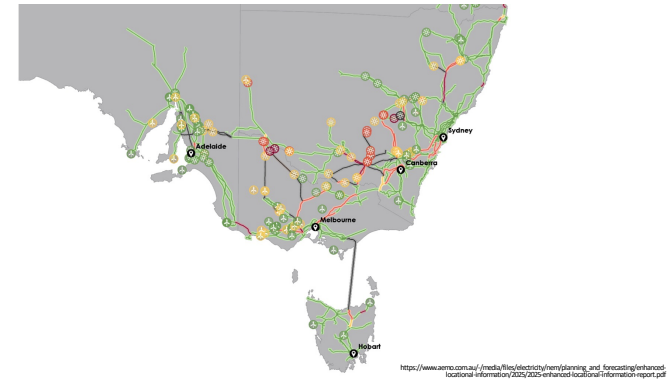 Sydney
Adelaide
Canberra
Melbourne
Hobart
https://www.aemo.com.au/-/media/files/electricity/nem/planning_and_forecasting/enhanced-
locational-information/2025/2025-enhanced-locational-information-report.pdf